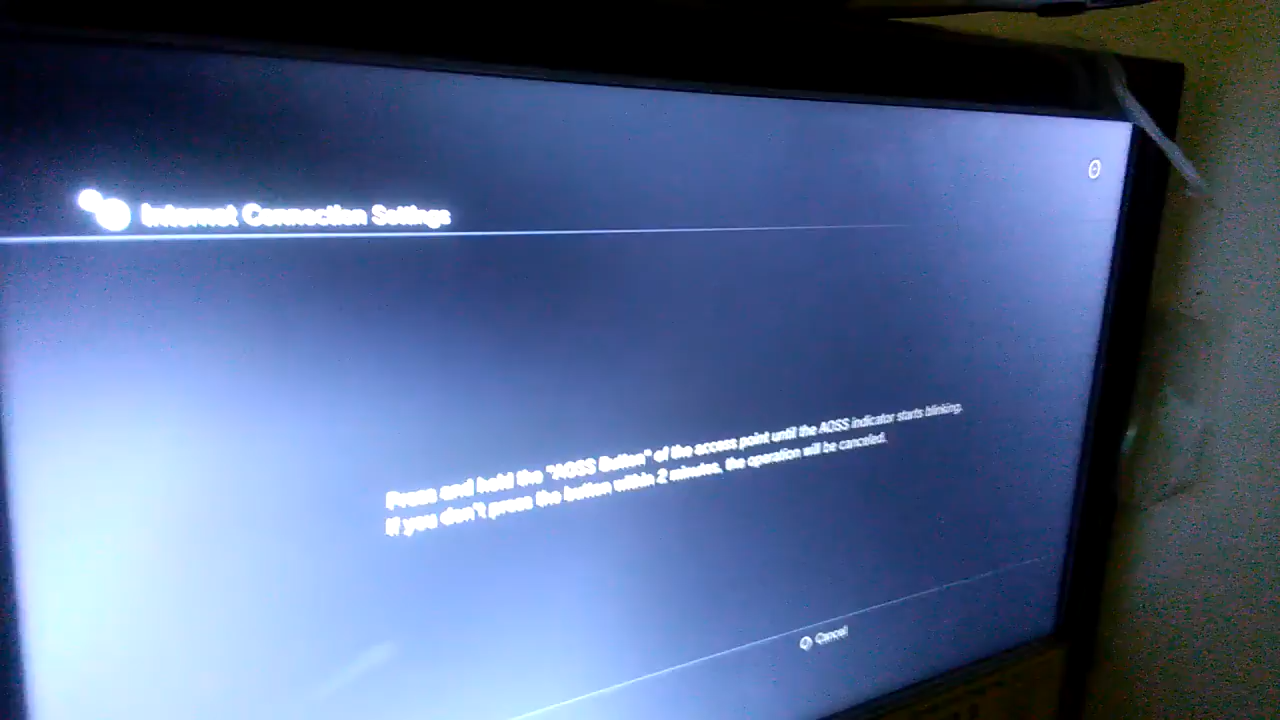 Internet Connection Settings
Press and hold the "AOSS Button" of the access point until the AOSS indicator starts blinking.
If you don't press the button within 2 minutes, the operation will be canceled.
Cancel